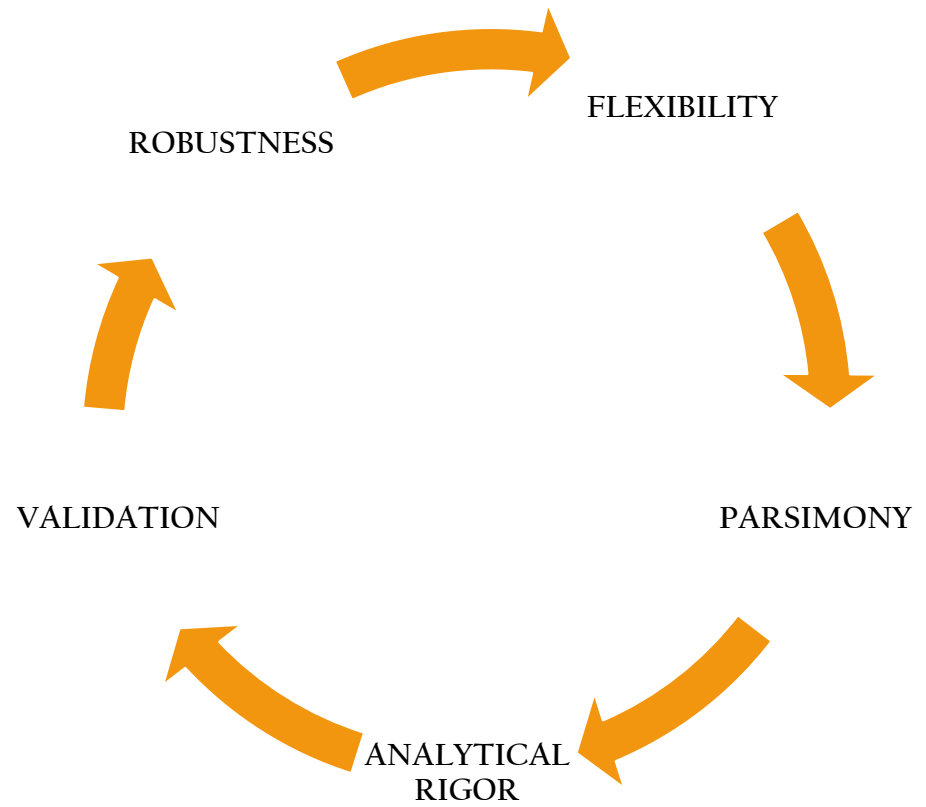 FLEXIBILITY
ROBUSTNESS
VALIDATION
PARSIMONY
ANALYTICAL
RIGOR